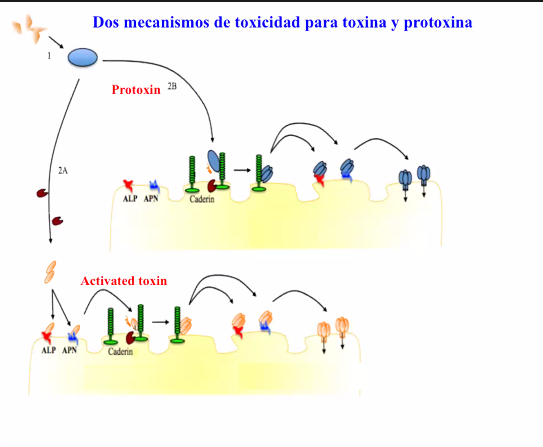 Dos mecanismos de toxicidad para toxina y protoxina
1
Protoxin
2B
2A
ALP APN
Caderin
Activated toxin
ALP APN
Caderin